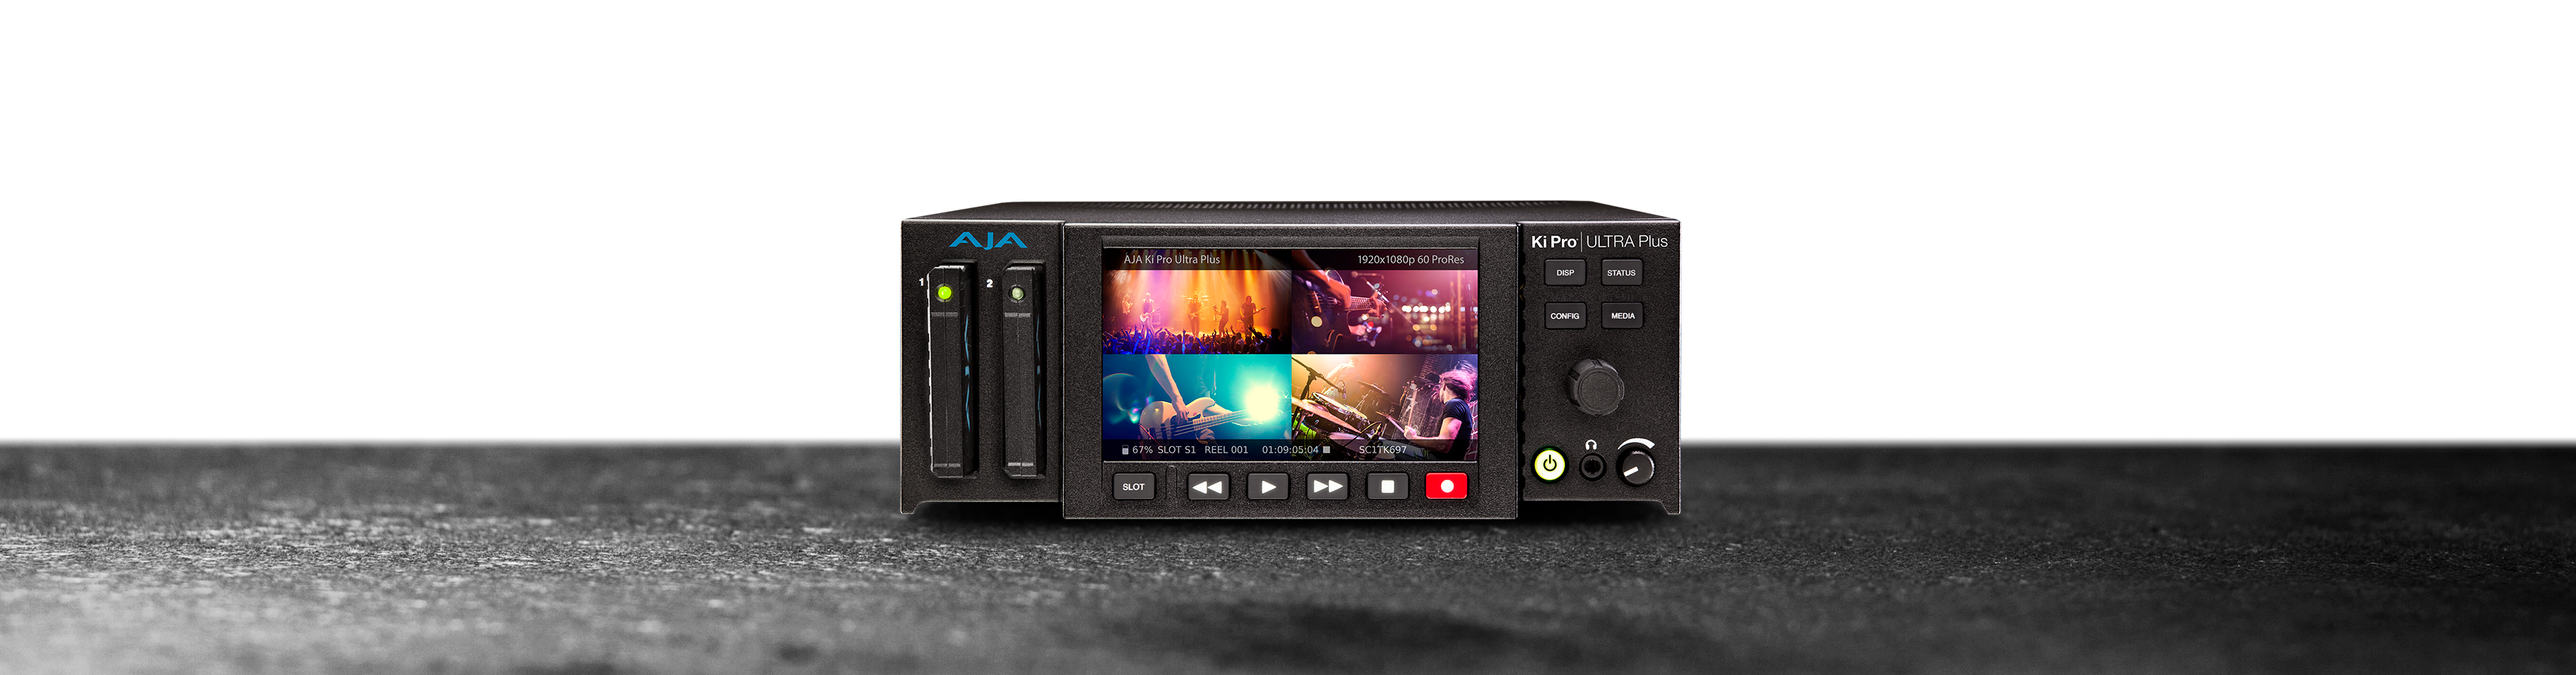 AJA
1
2
AJA Ki Pro Ultra Plus
1920x1080p 60 ProRes
67% SLOT S1 REEL 001 01:09:05:04 SC1TK697
SLOT
Ki Pro | ULTRA Plus
DISP STATUS
CONFIG MEDIA